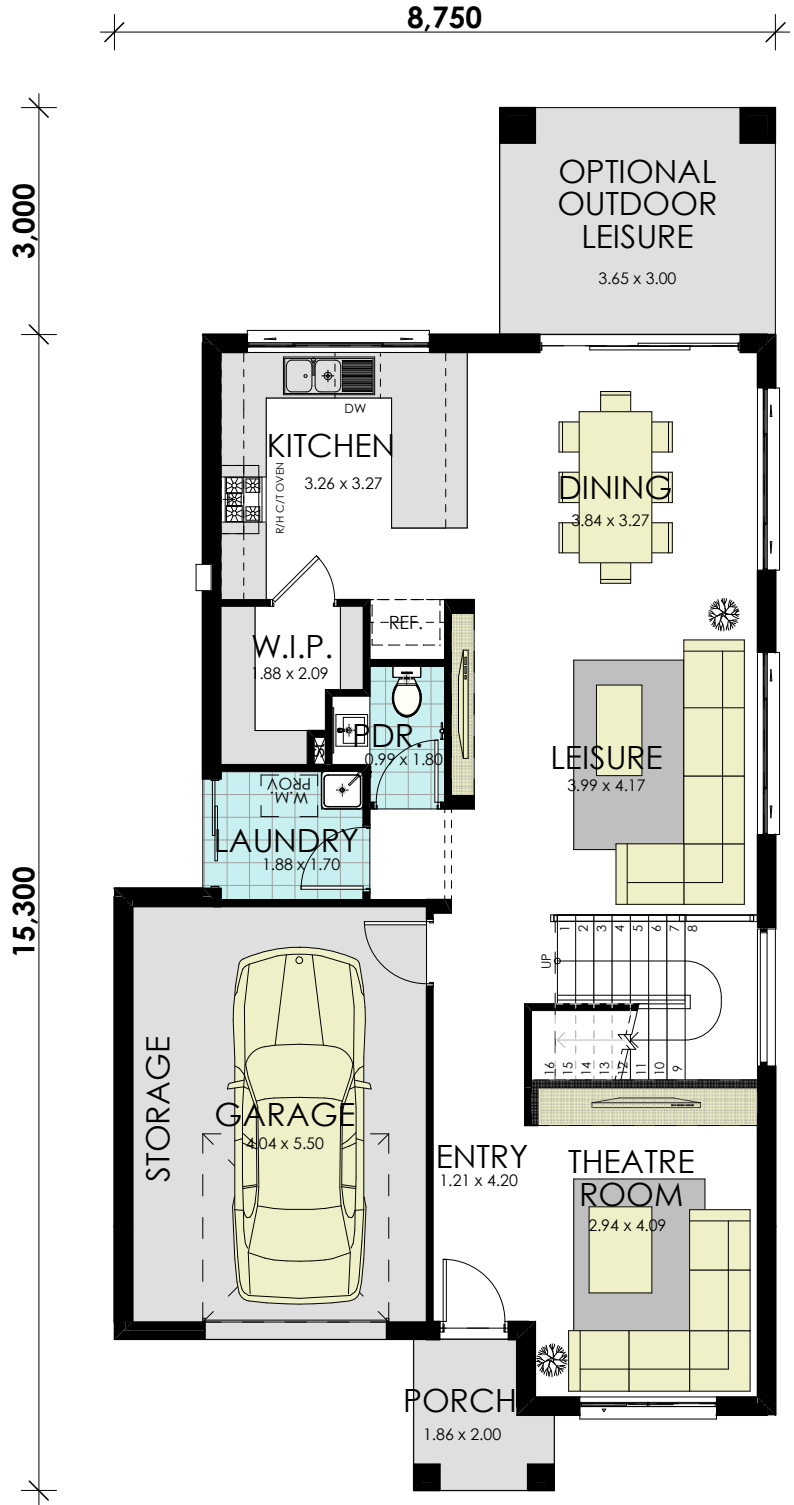 8,750
3,000
OPTIONAL
OUTDOOR
LEISURE
3.65 x 3.00
DW
KITCHEN
3.26 x 3.27
R/H C/T OVEN
DINING
3.84 x 3.27
REF.
W.I.P.
1.88 x 2.09
PDR.
0.99 x 1.80
LEISURE
3.99 x 4.17
W.M.
PROV
LAUNDRY
1.88 x 1.70
15,300
UP
1
2
3
4
5
6
7
8
16
15
14
13
12
11
10
9
STORAGE
GARAGE
4.04 x 5.50
ENTRY
1.21 x 4.20
THEATRE
ROOM
2.94 x 4.09
PORCH
1.86 x 2.00